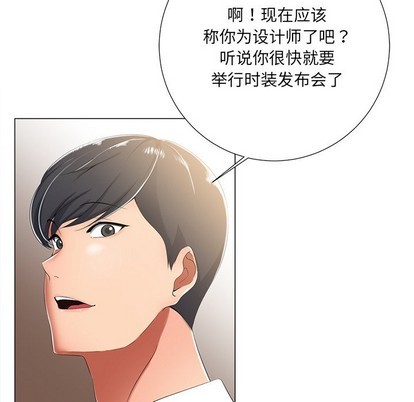 啊！现在应该
称你为设计师了吧？
听说你很快就要
举行时装发布会了